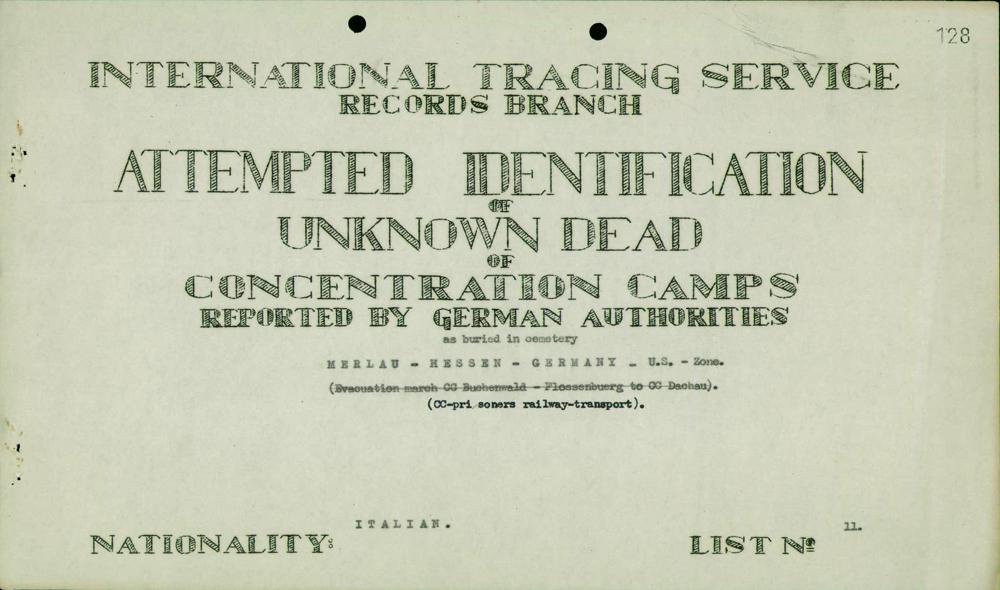 128
INTERNATIONAL TRACING SERVICE
RECORDS BRANCH
ATTEMPTED IDENTIFICATION
OF
UNKNOWN DEAD
OF
CONCENTRATION CAMPS
REPORTED BY GERMAN AUTHORITIES
as buried in cemetery
MERLAU - HESSEN - GERMANY - U.S. - Zone.
(Evacuation march CC Buchenwald - Flossenbuerg to CC Dachau).
(CC-pri soners railway-transport).
ITALIAN. 11.
NATIONALITY: LIST Nº